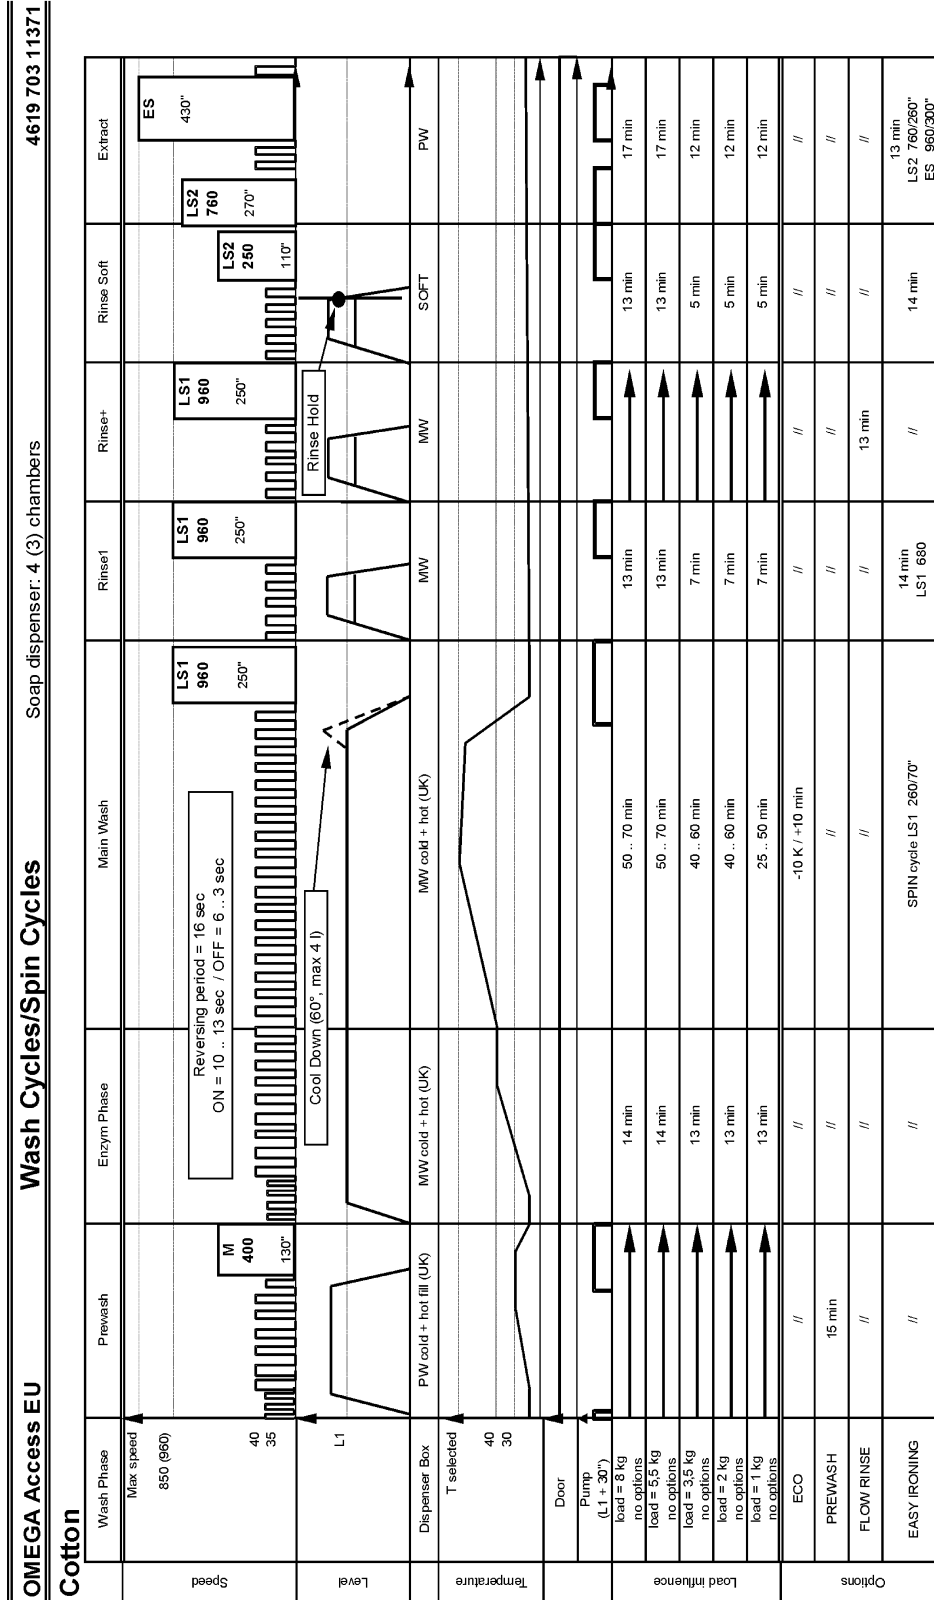 OMEGA Access EU Wash Cycles/Spin Cycles Soap dispenser: 4 (3) chambers 4619 703 11371
Cotton
Wash Phase Prewash Enzym Phase Main Wash Rinse1 Rinse+ Rinse Soft Extract
Speed
Max speed
850 (960)
40
35
M
400
130"
Reversing period = 16 sec
ON = 10 .. 13 sec / OFF = 6 .. 3 sec
LS1
960
250"
LS1
960
250"
LS1
960
250"
LS2
250
110"
LS2
760
270"
ES
430"
Level
L1
Cool Down (60°, max 4 l)
Rinse Hold
Dispenser Box PW cold + hot fill (UK) MW cold + hot (UK) MW cold + hot (UK) MW MW SOFT PW
Temperature
T selected
40
30
Door
Pump
(L1 + 30")
Load influence
load = 8 kg
no options
50 .. 70 min 14 min 13 min 13 min 17 min
load = 5,5 kg
no options
14 min 50 .. 70 min 13 min 13 min 17 min
load = 3,5 kg
no options
13 min 40 .. 60 min 7 min 5 min 12 min
load = 2 kg
no options
13 min 40 .. 60 min 7 min 5 min 12 min
load = 1 kg
no options
13 min 25 .. 50 min 7 min 5 min 12 min
Options
ECO // // -10 K / +10 min // // // //
PREWASH 15 min // // // // // //
FLOW RINSE // // // // 13 min // //
EASY IRONING // // SPIN cycle LS1 260/70" 14 min
LS1 680
// 14 min 13 min
LS2 760/260"
ES 960/300"